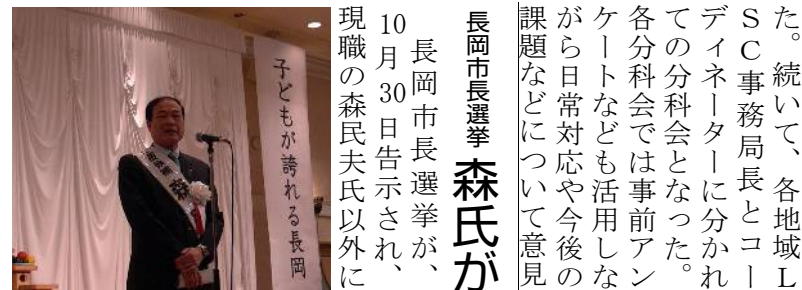 た。続いて、各地域L
SC事務局長とコー
ディネーターに分かれ
ての分科会となった。
各分科会では事前アン
ケートなども活用しな
がら日常対応や今後の
課題などについて意見
長岡市長選挙 森氏が
長岡市長選挙が、
10月30日告示され、
現職の森民夫氏以外に
子どもが誇れる長岡